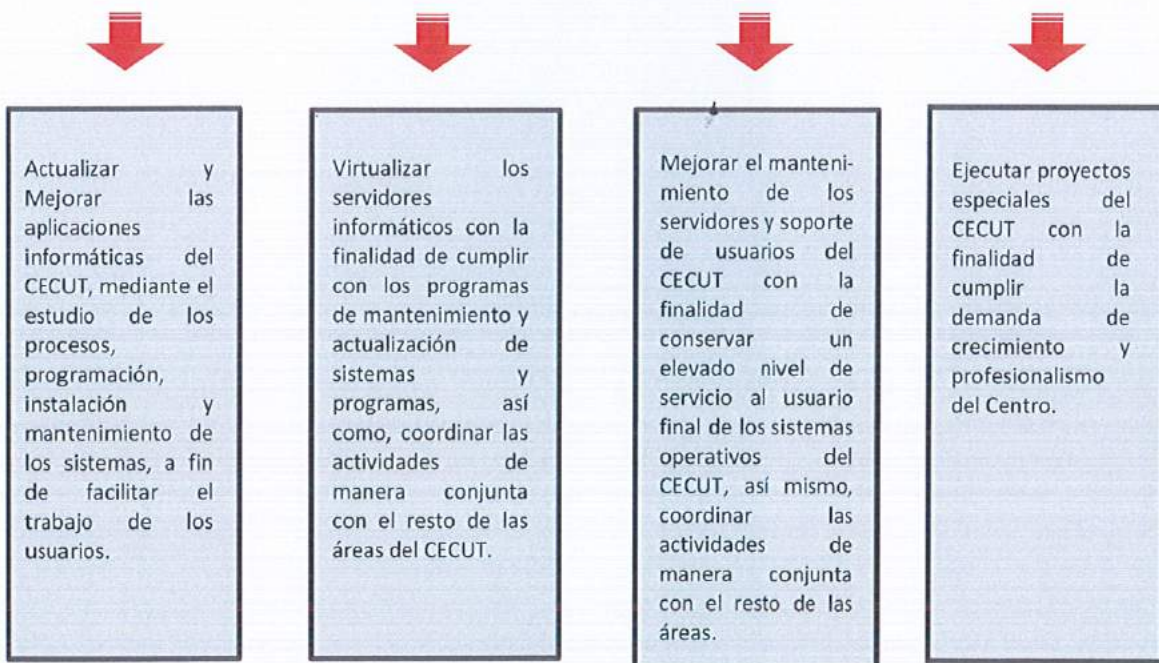 Actualizar y
Mejorar las
aplicaciones
informáticas del
CECUT, mediante el
estudio de los
procesos,
programación,
instalación y
mantenimiento de
los sistemas, a fin
de facilitar el
trabajo de los
usuarios.
Virtualizar los
servidores
informáticos con la
finalidad de cumplir
con los programas
de mantenimiento y
actualización de
sistemas y
programas, así
como, coordinar las
actividades de
manera conjunta
con el resto de las
áreas del CECUT.
Mejorar el manteni-
miento de los
servidores y soporte
de usuarios del
CECUT con la
finalidad de
conservar un
elevado nivel de
servicio al usuario
final de los sistemas
operativos del
CECUT, así mismo,
coordinar las
actividades de
manera conjunta
con el resto de las
áreas.
Ejecutar proyectos
especiales del
CECUT con la
finalidad de
cumplir la
demanda de
crecimiento y
profesionalismo
del Centro.